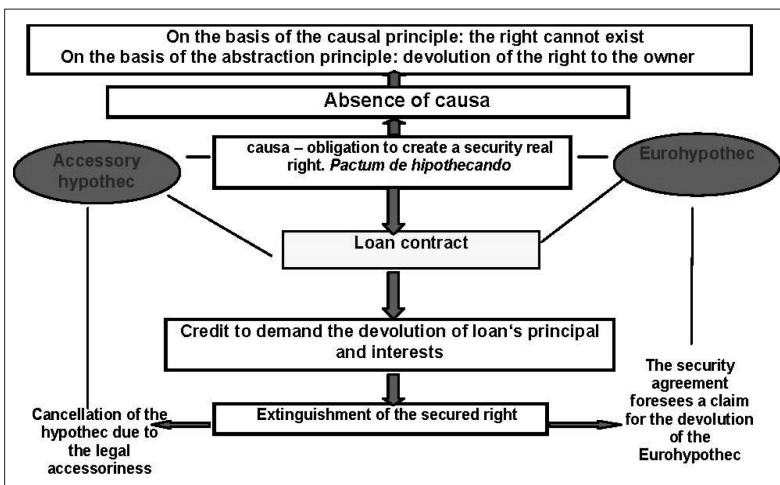 On the basis of the causal principle: the right cannot exist
On the basis of the abstraction principle: devolution of the right to the owner
Absence of causa
causa – obligation to create a security real
right. Pactum de hipothecando
Accessory
hypothec
Eurohypothec
Loan contract
Credit to demand the devolution of loan‘s principal
and interests
Extinguishment of the secured right
Cancellation of the
hypothec due to
the legal
accessoriness
The security
agreement
foresees a claim
for the devolution
of the
Eurohypothec